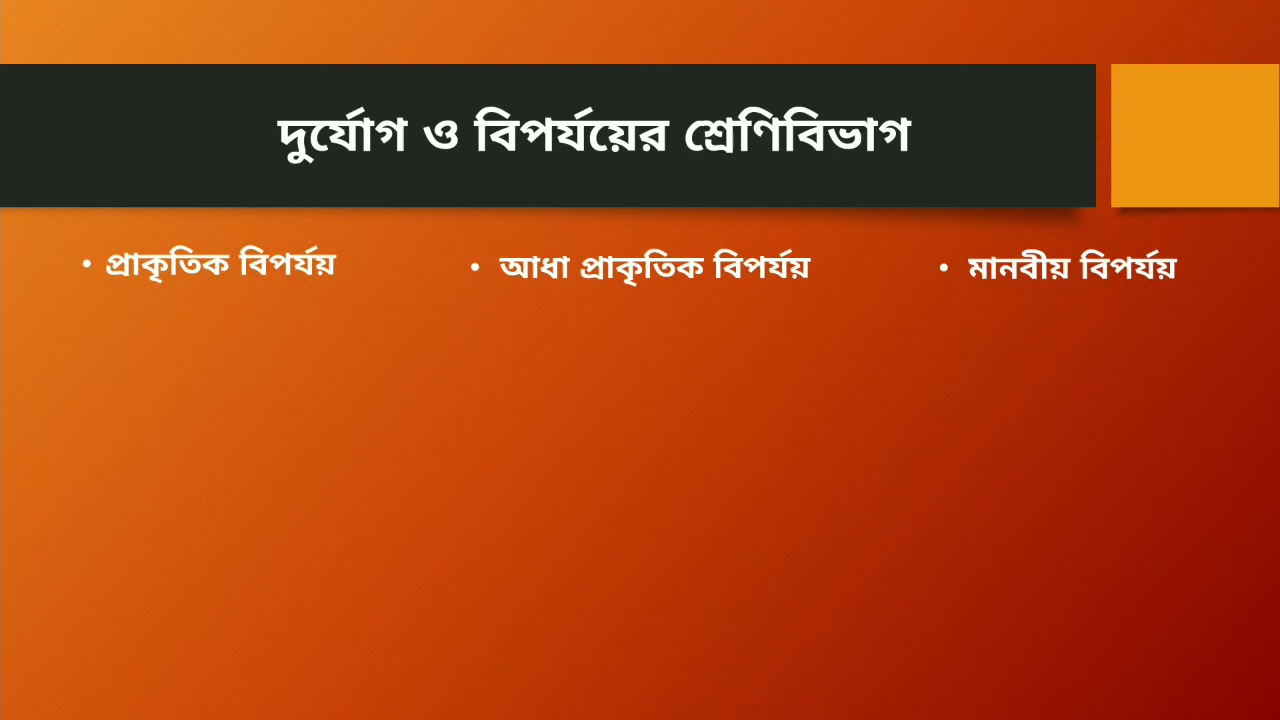 দুর্যোগ ও বিপর্যয়ের শ্রেণিবিভাগ
• প্রাকৃতিক বিপর্যয়
• আধা প্রাকৃতিক বিপর্যয়
• মানবীয় বিপর্যয়